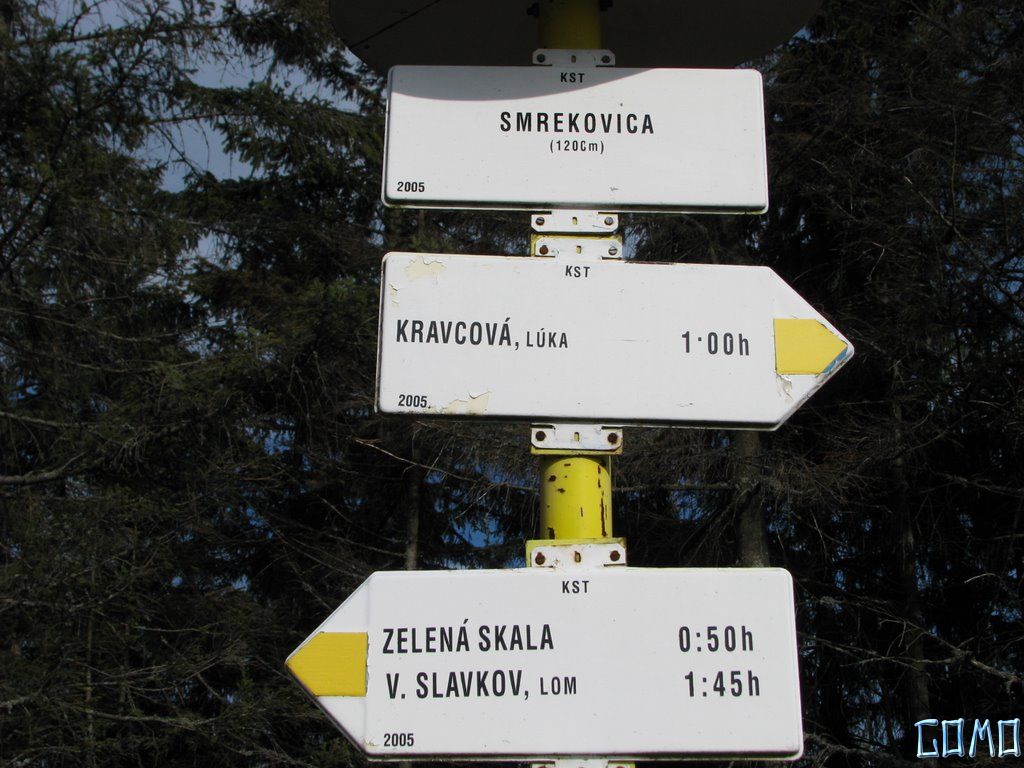 KST
SMREKOVICA
(1200m)
2005
KST
KRAVCOVÁ, LÚKA 1·00h
2005
KST
ZELENÁ SKALA 0:50h
V. SLAVKOV, LOM 1:45h
2005
COMO